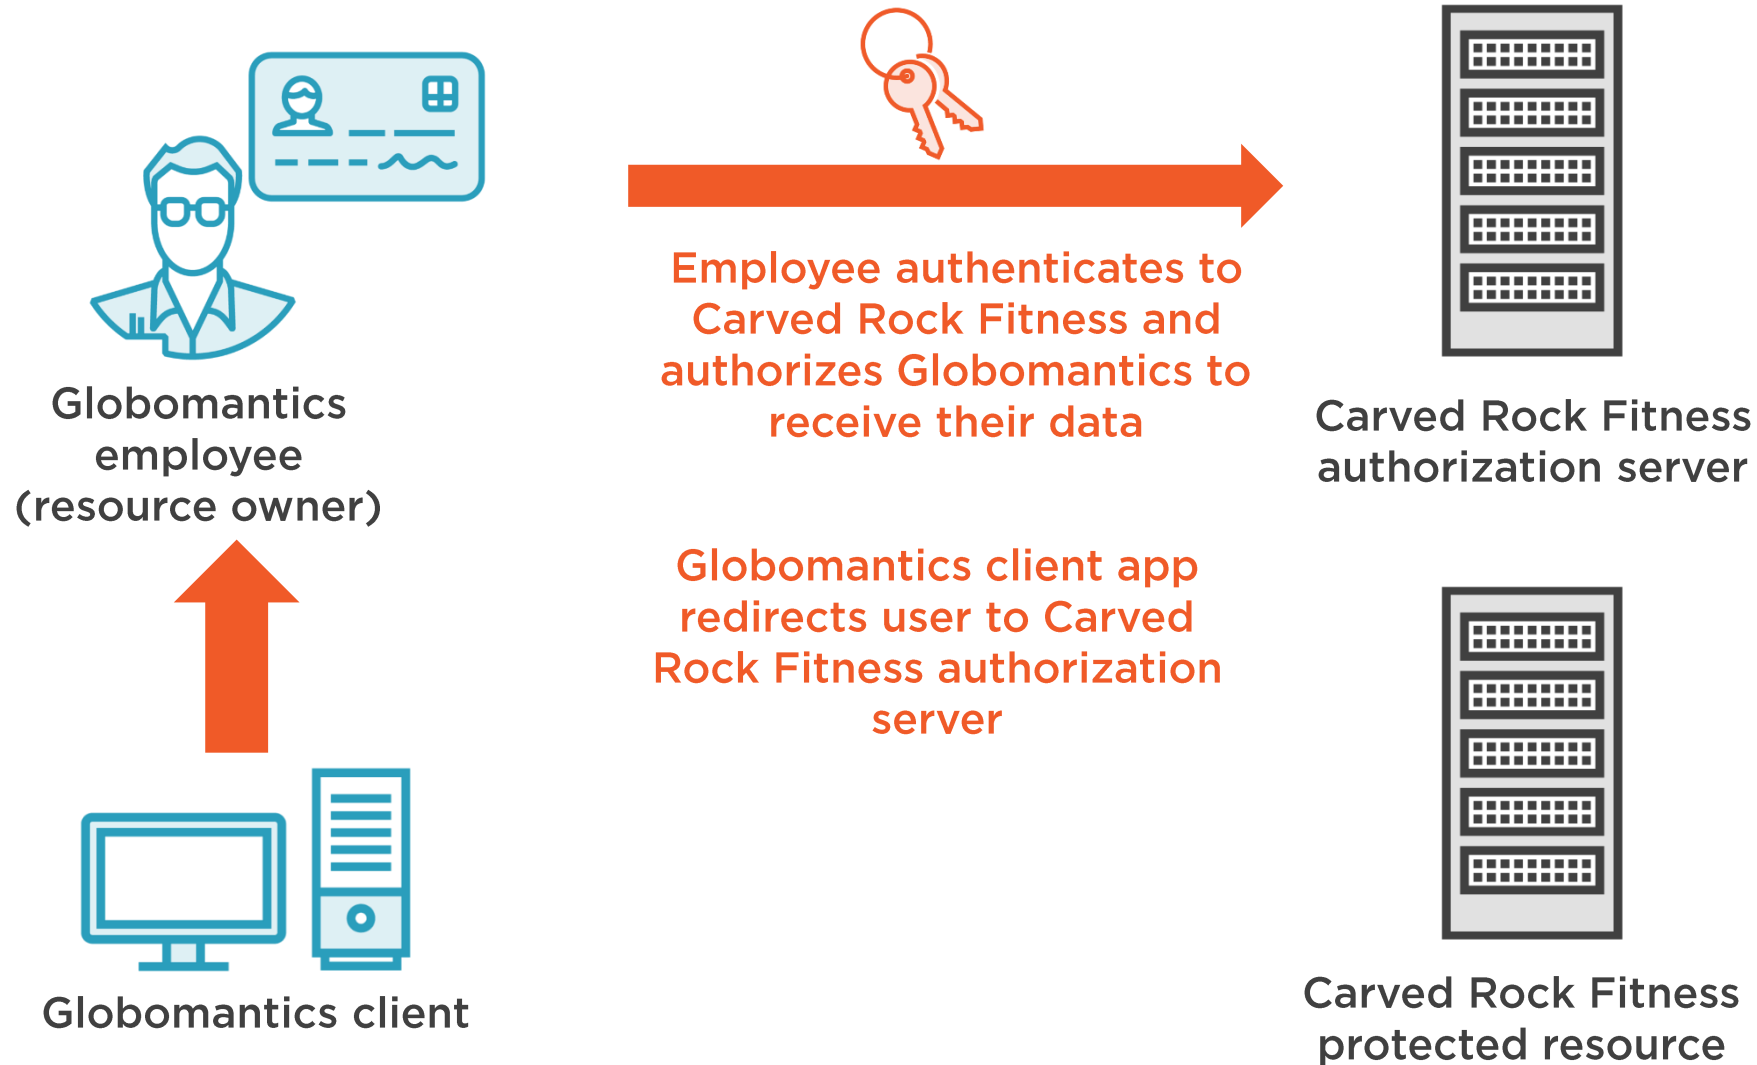 Employee authenticates to
Carved Rock Fitness and
authorizes Globomantics to
receive their data
Globomantics
employee
(resource owner)
Carved Rock Fitness
authorization server
Globomantics client app
redirects user to Carved
Rock Fitness authorization
server
Globomantics client
Carved Rock Fitness
protected resource